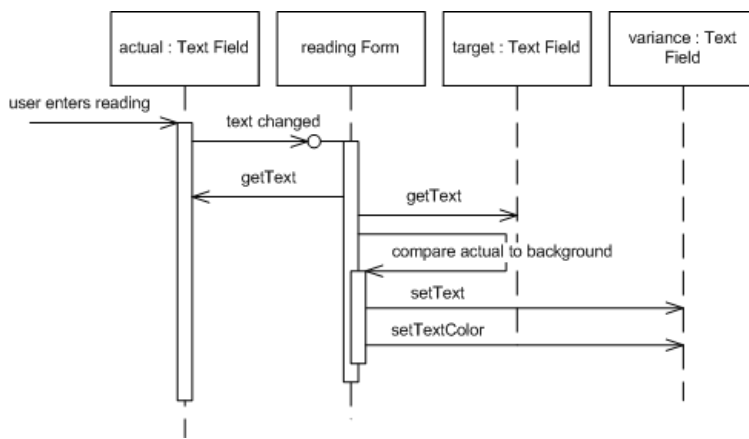 actual : Text Field
reading Form
target : Text Field
variance : Text
Field
user enters reading
text changed
getText
getText
compare actual to background
setText
setTextColor